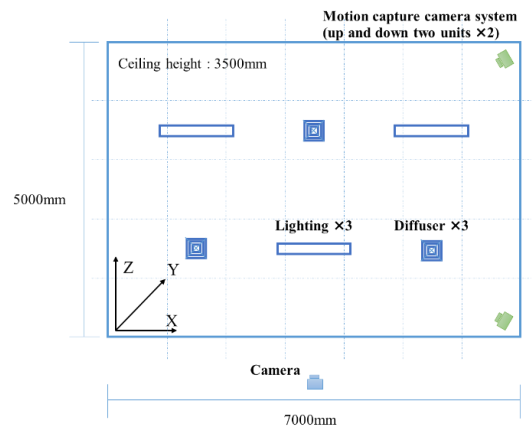 Motion capture camera system
(up and down two units ×2)
Ceiling height : 3500mm
5000mm
Lighting ×3
Diffuser ×3
Z
Y
X
Camera
7000mm